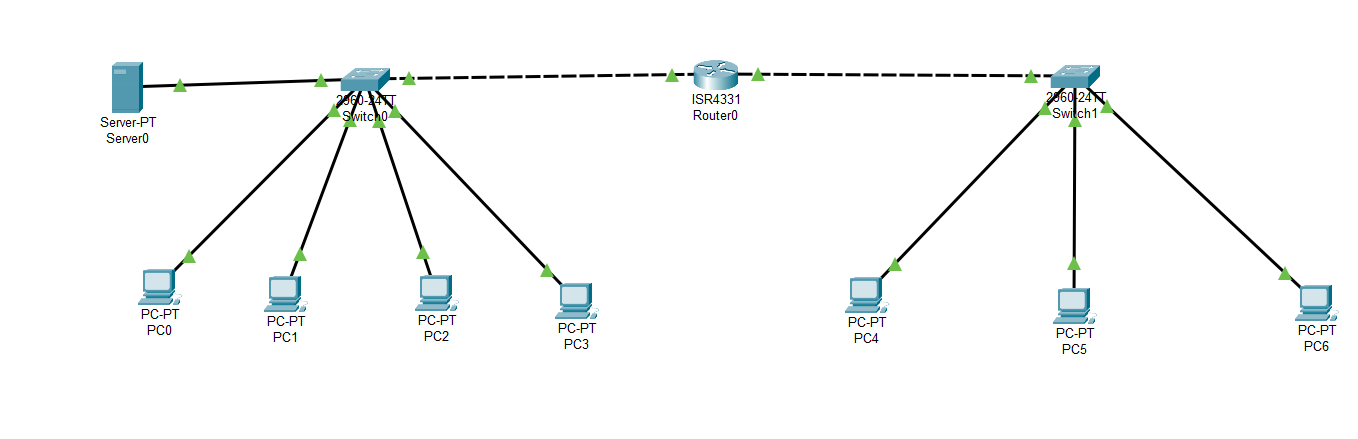 Server-PT
Server0
2960-24TT
Switch0
ISR4331
Router0
2960-24TT
Switch1
PC-PT
PC0
PC-PT
PC1
PC-PT
PC2
PC-PT
PC3
PC-PT
PC4
PC-PT
PC5
PC-PT
PC6